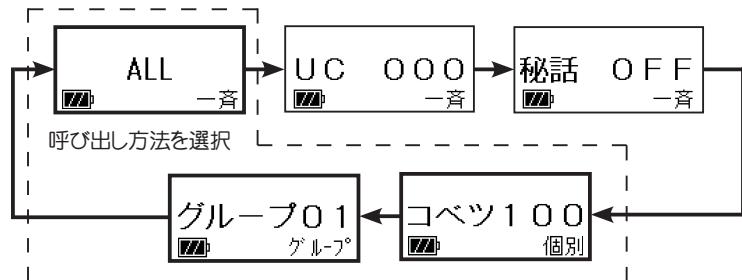 ALL
一斉
UC 000
一斉
秘話 OFF
一斉
呼び出し方法を選択
グループ01
グループ
コベツ100
個別